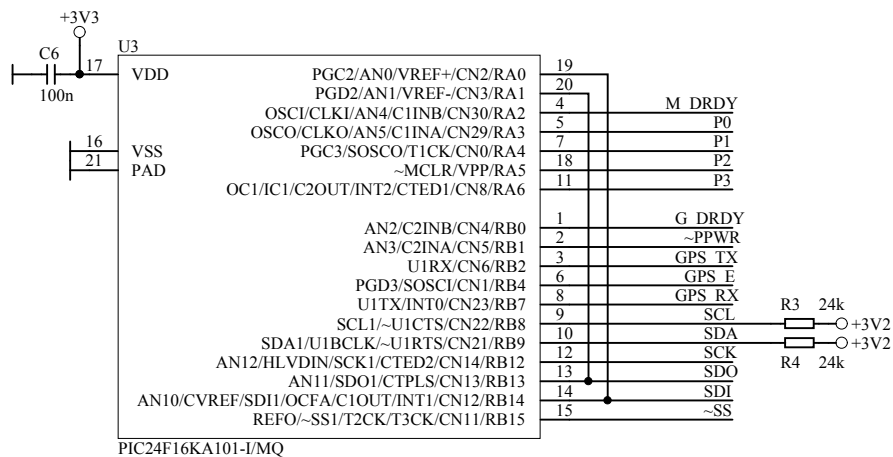 +3V3
U3
C6
17
VDD
100n
16
VSS
21
PAD
PGC2/AN0/VREF+/CN2/RA0
19
PGD2/AN1/VREF-/CN3/RA1
20
OSCI/CLKI/AN4/C1INB/CN30/RA2
4
M_DRDY
OSCO/CLKO/AN5/C1INA/CN29/RA3
5
P0
PGC3/SOSCO/T1CK/CN0/RA4
7
P1
~MCLR/VPP/RA5
18
P2
OC1/IC1/C2OUT/INT2/CTED1/CN8/RA6
11
P3
AN2/C2INB/CN4/RB0
1
G_DRDY
AN3/C2INA/CN5/RB1
2
~PPWR
U1RX/CN6/RB2
3
GPS_TX
PGD3/SOSCI/CN1/RB4
6
GPS_E
U1TX/INT0/CN23/RB7
8
GPS_RX
SCL1/~U1CTS/CN22/RB8
9
SCL
R3 24k
+3V2
SDA1/U1BCLK/~U1RTS/CN21/RB9
10
SDA
+3V2
R4 24k
AN12/HLVDIN/SCK1/CTED2/CN14/RB12
12
SCK
AN11/SDO1/CTPLS/CN13/RB13
13
SDO
AN10/CVREF/SDI1/OCFA/C1OUT/INT1/CN12/RB14
14
SDI
REFO/~SS1/T2CK/T3CK/CN11/RB15
15
~SS
PIC24F16KA101-I/MQ